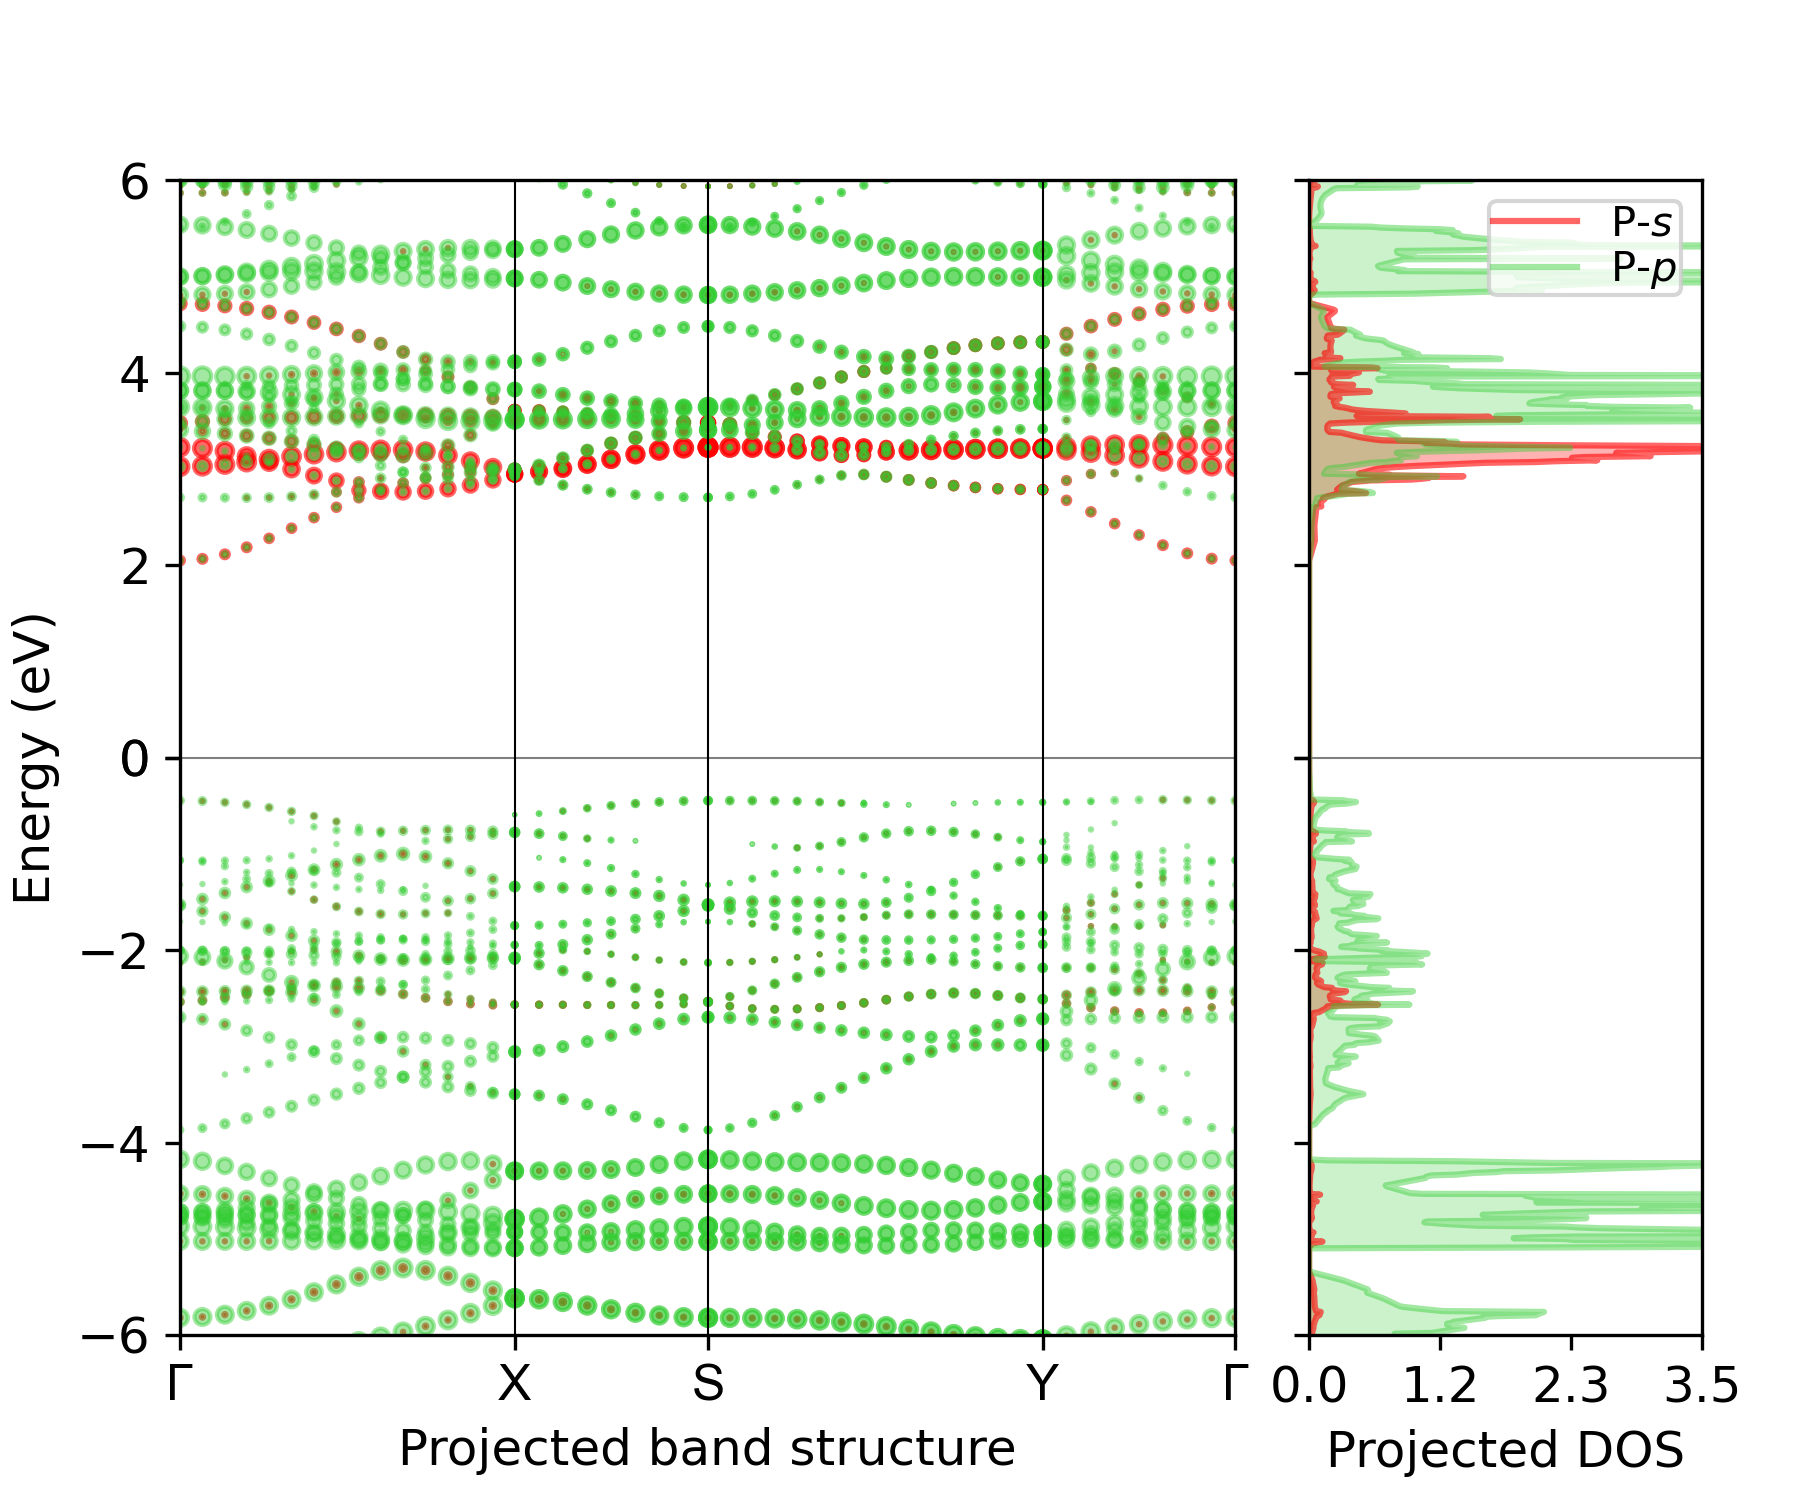 6
4
2
0
−2
−4
−6
Energy (eV)
Γ X S Y Γ
Projected band structure
P-s
P-p
0.0 1.2 2.3 3.5
Projected DOS